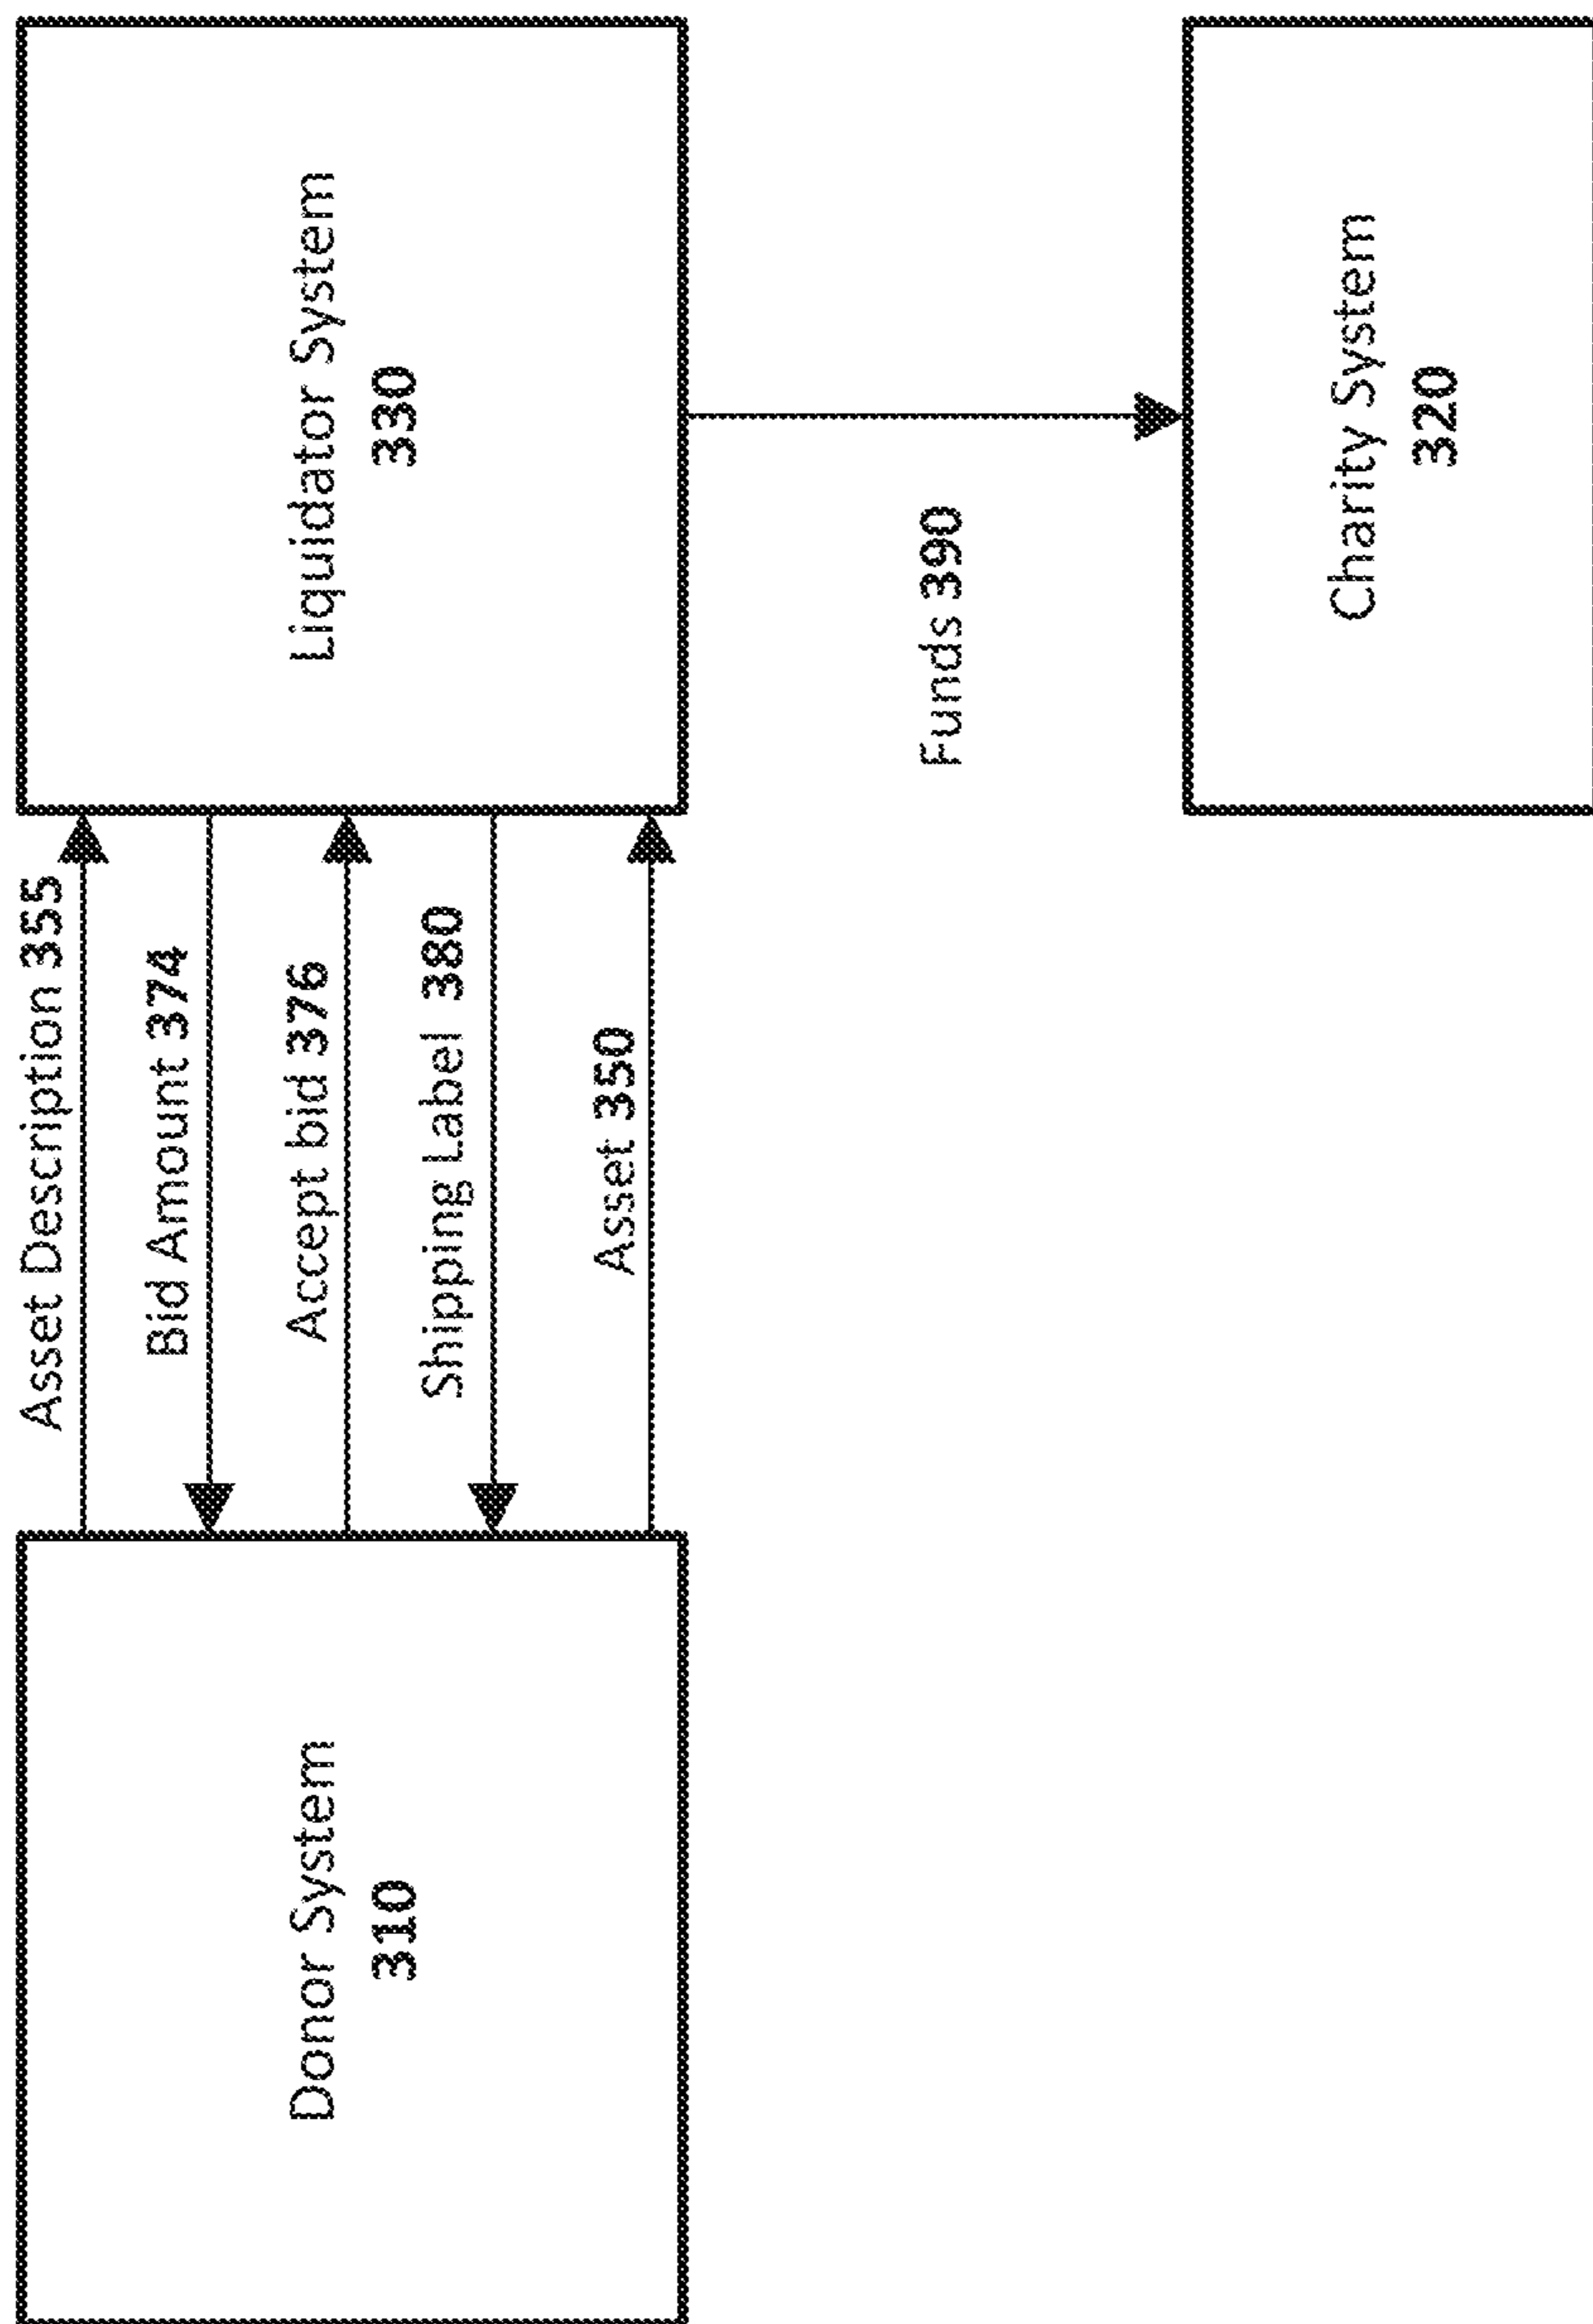 Donor System
310
Asset Description 355
Bid Amount 374
Accept bid 376
Shipping Label 380
Asset 350
Liquidator System
330
Funds 390
Charity System
320